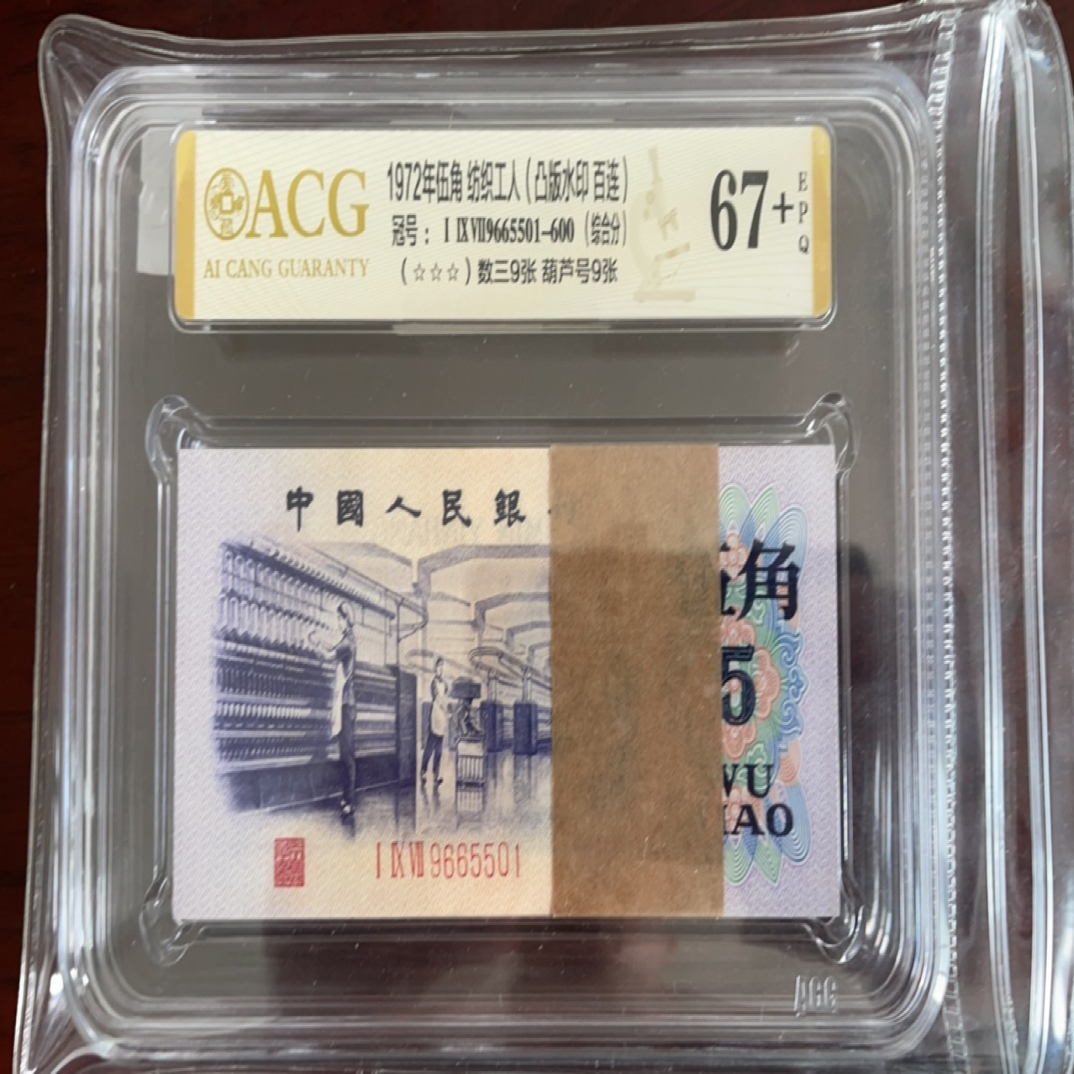 ACG
AI CANG GUARANTY
1972年伍角 纺织工人(凸版水印 百连)
冠号: I IX VII9665501-600 (综合分)
(☆☆☆) 数三9张 葫芦号9张
67+
EPQ
中國人民銀
角
5
WU
IAO
I IX VII 9665501
ACG